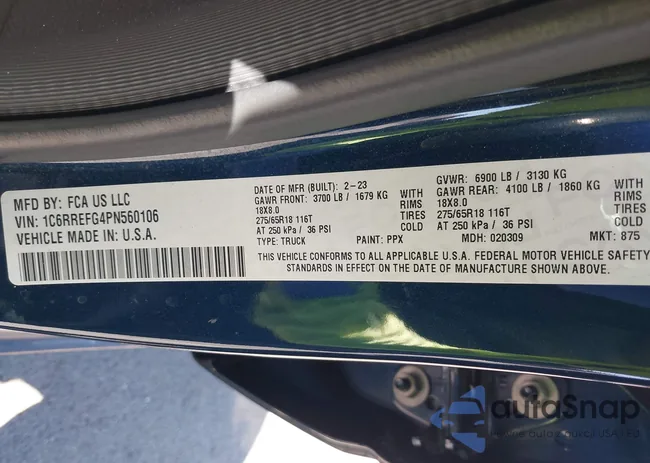 MFD BY: FCA US LLC
VIN: 1C6RREFG4PN560106
VEHICLE MADE IN: U.S.A.
DATE OF MFR (BUILT): 2-23
GAWR FRONT: 3700 LB / 1679 KG WITH
18X8.0 RIMS
275/65R18 116T TIRES
AT 250 kPa / 36 PSI COLD
TYPE: TRUCK PAINT: PPX
GVWR: 6900 LB / 3130 KG
GAWR REAR: 4100 LB / 1860 KG WITH
18X8.0 RIMS
275/65R18 116T TIRES
AT 250 kPa / 36 PSI COLD
MDH: 020309 MKT: 875
THIS VEHICLE CONFORMS TO ALL APPLICABLE U.S.A. FEDERAL MOTOR VEHICLE SAFETY
STANDARDS IN EFFECT ON THE DATE OF MANUFACTURE SHOWN ABOVE.
autaSnap